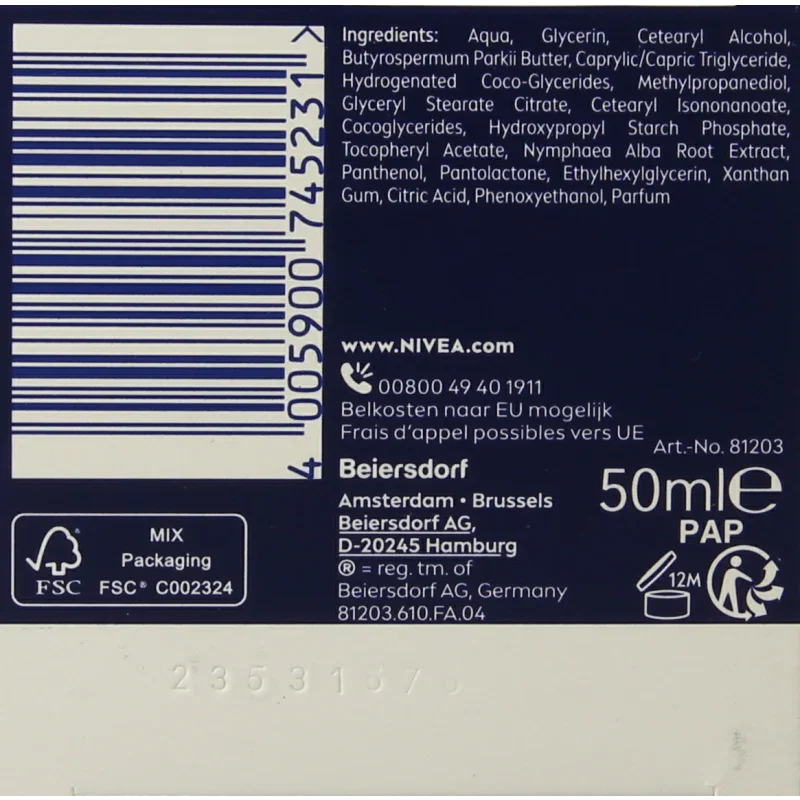 4 005900 745231 >
Ingredients: Aqua, Glycerin, Cetearyl Alcohol,
Butyrospermum Parkii Butter, Caprylic/Capric Triglyceride,
Hydrogenated Coco-Glycerides, Methylpropanediol,
Glyceryl Stearate Citrate, Cetearyl Isononanoate,
Cocoglycerides, Hydroxypropyl Starch Phosphate,
Tocopheryl Acetate, Nymphaea Alba Root Extract,
Panthenol, Pantolactone, Ethylhexylglycerin, Xanthan
Gum, Citric Acid, Phenoxyethanol, Parfum
www.NIVEA.com
00800 49 40 1911
Belkosten naar EU mogelijk
Frais d'appel possibles vers UE
Art.-No. 81203
Beiersdorf
Amsterdam • Brussels
Beiersdorf AG,
D-20245 Hamburg
® = reg. tm. of
Beiersdorf AG, Germany
81203.610.FA.04
50ml℮
PAP
12M
MIX
Packaging
FSC® FSC® C002324